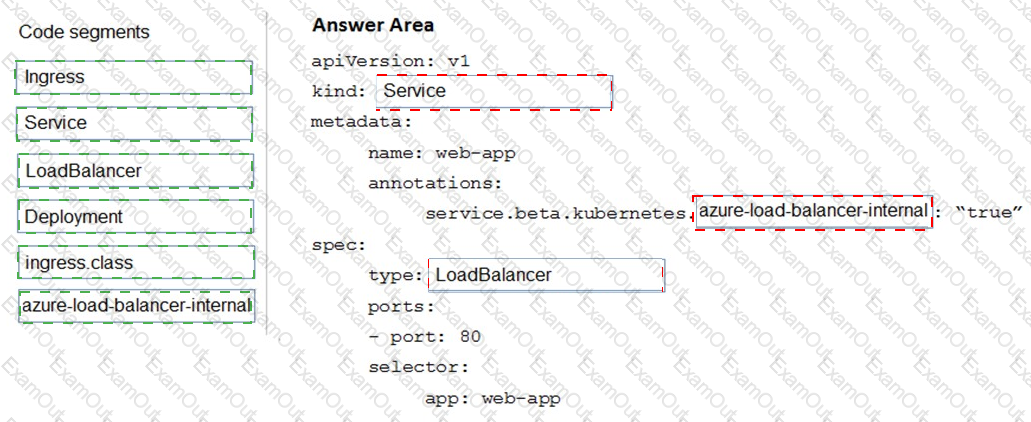 Code segments
Ingress
Service
LoadBalancer
Deployment
ingress.class
azure-load-balancer-internal
Answer Area
apiVersion: v1
kind: Service
metadata:
name: web-app
annotations:
service.beta.kubernetes. azure-load-balancer-internal : “true”
spec:
type: LoadBalancer
ports:
- port: 80
selector:
app: web-app